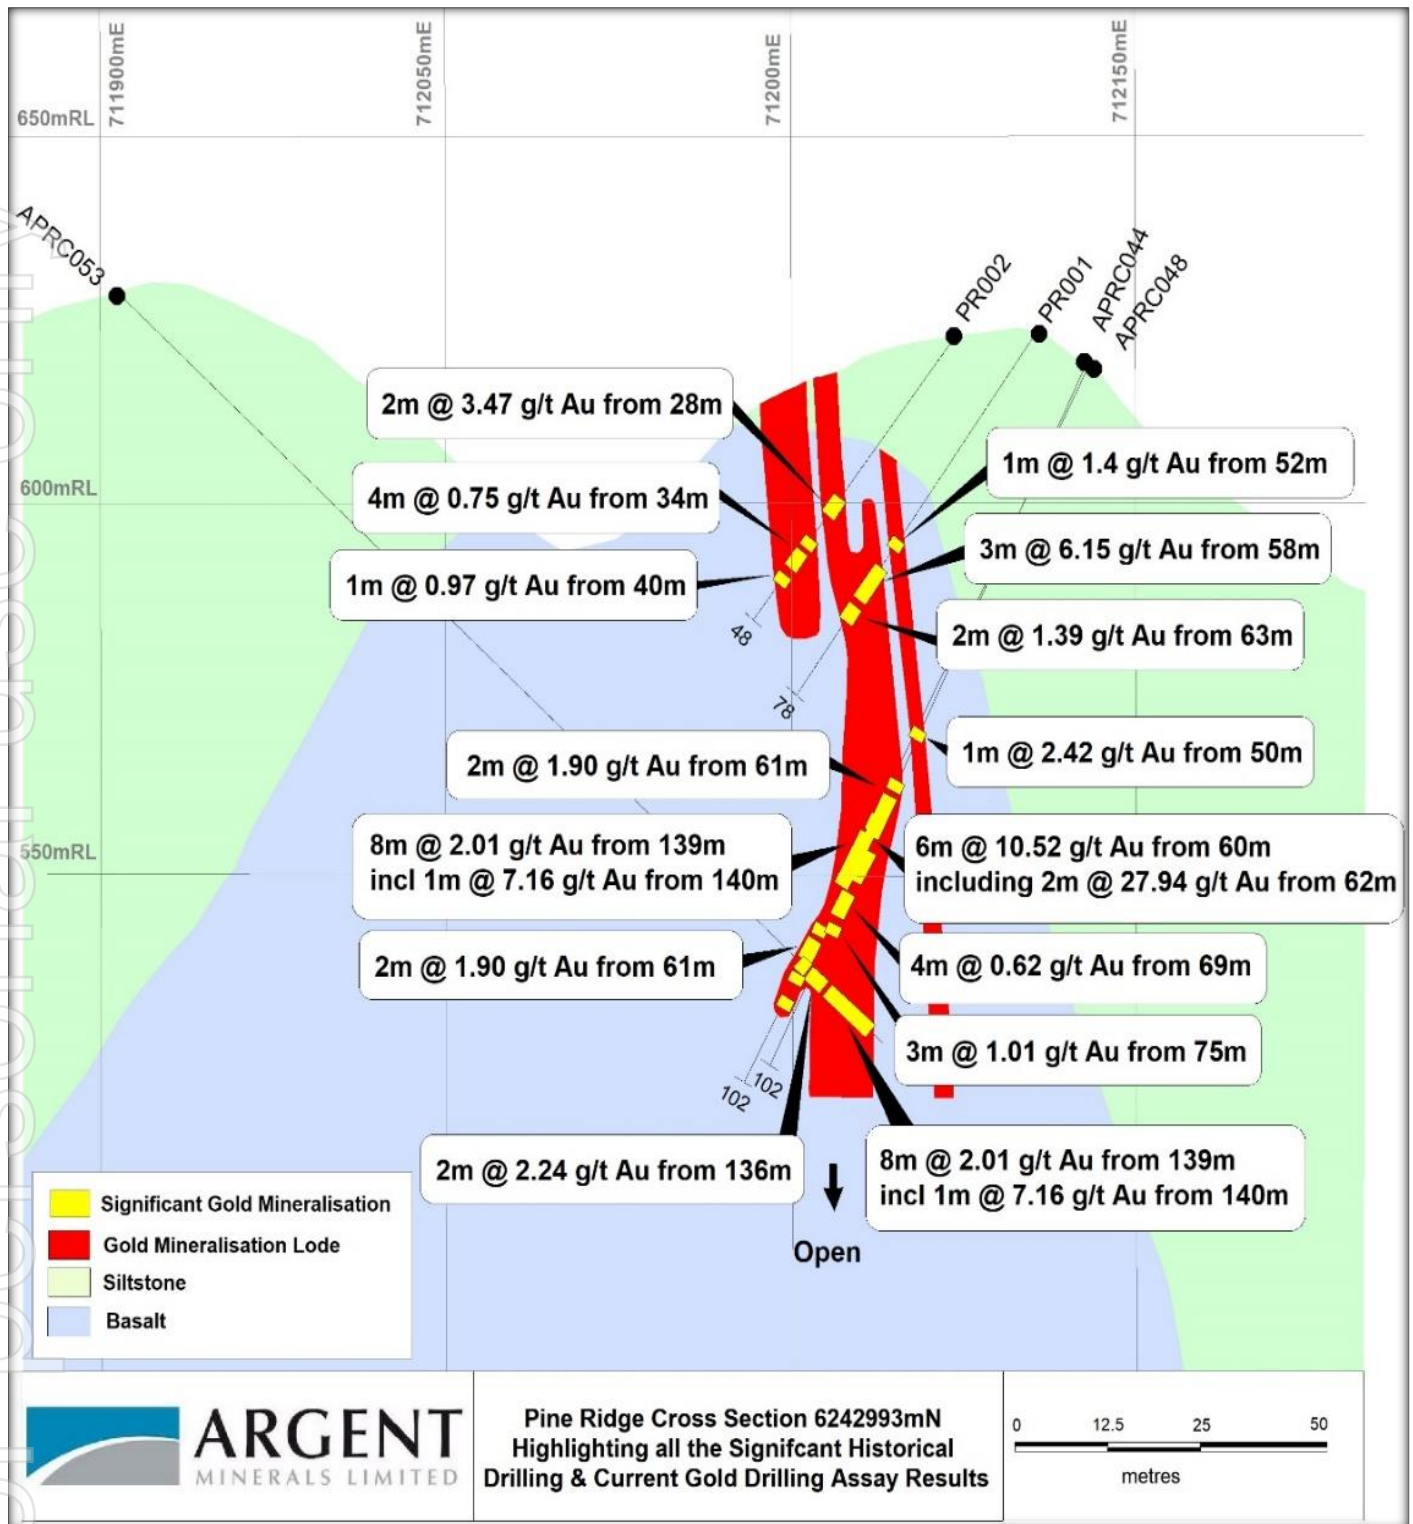 711900mE
712050mE
71200mE
712150mE
650mRL
APRC053
PR002
PR001
APRC044
APRC048
2m @ 3.47 g/t Au from 28m
1m @ 1.4 g/t Au from 52m
600mRL
4m @ 0.75 g/t Au from 34m
3m @ 6.15 g/t Au from 58m
1m @ 0.97 g/t Au from 40m
48
2m @ 1.39 g/t Au from 63m
78
2m @ 1.90 g/t Au from 61m
1m @ 2.42 g/t Au from 50m
550mRL
8m @ 2.01 g/t Au from 139m
incl 1m @ 7.16 g/t Au from 140m
6m @ 10.52 g/t Au from 60m
including 2m @ 27.94 g/t Au from 62m
2m @ 1.90 g/t Au from 61m
4m @ 0.62 g/t Au from 69m
3m @ 1.01 g/t Au from 75m
102
102
2m @ 2.24 g/t Au from 136m
8m @ 2.01 g/t Au from 139m
incl 1m @ 7.16 g/t Au from 140m
Open
Significant Gold Mineralisation
Gold Mineralisation Lode
Siltstone
Basalt
ARGENT
MINERALS LIMITED
Pine Ridge Cross Section 6242993mN
Highlighting all the Signifcant Historical
Drilling & Current Gold Drilling Assay Results
0 12.5 25 50
metres